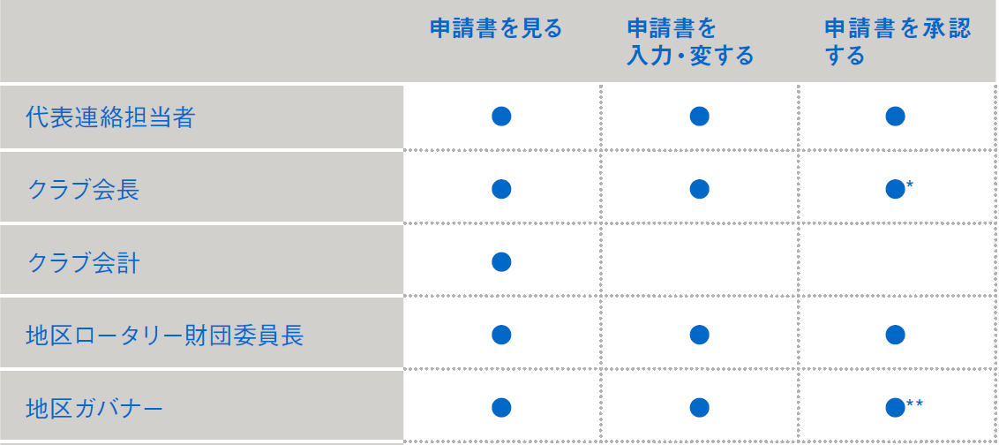 申請書を見る
申請書を
入力・変する
申請書を承認
する
代表連絡担当者
● ● ●
クラブ会長
● ● ●*
クラブ会計
●
地区ロータリー財団委員長
● ● ●
地区ガバナー
● ● ●**